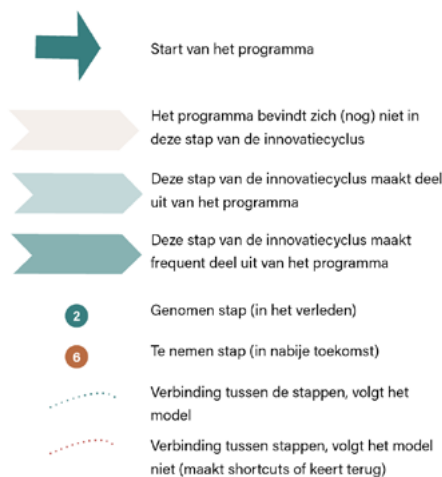 Start van het programma
Het programma bevindt zich (nog) niet in
deze stap van de innovatiecyclus
Deze stap van de innovatiecyclus maakt deel
uit van het programma
Deze stap van de innovatiecyclus maakt
frequent deel uit van het programma
2 Genomen stap (in het verleden)
6 Te nemen stap (in nabije toekomst)
Verbinding tussen de stappen, volgt het
model
Verbinding tussen stappen, volgt het model
niet (maakt shortcuts of keert terug)